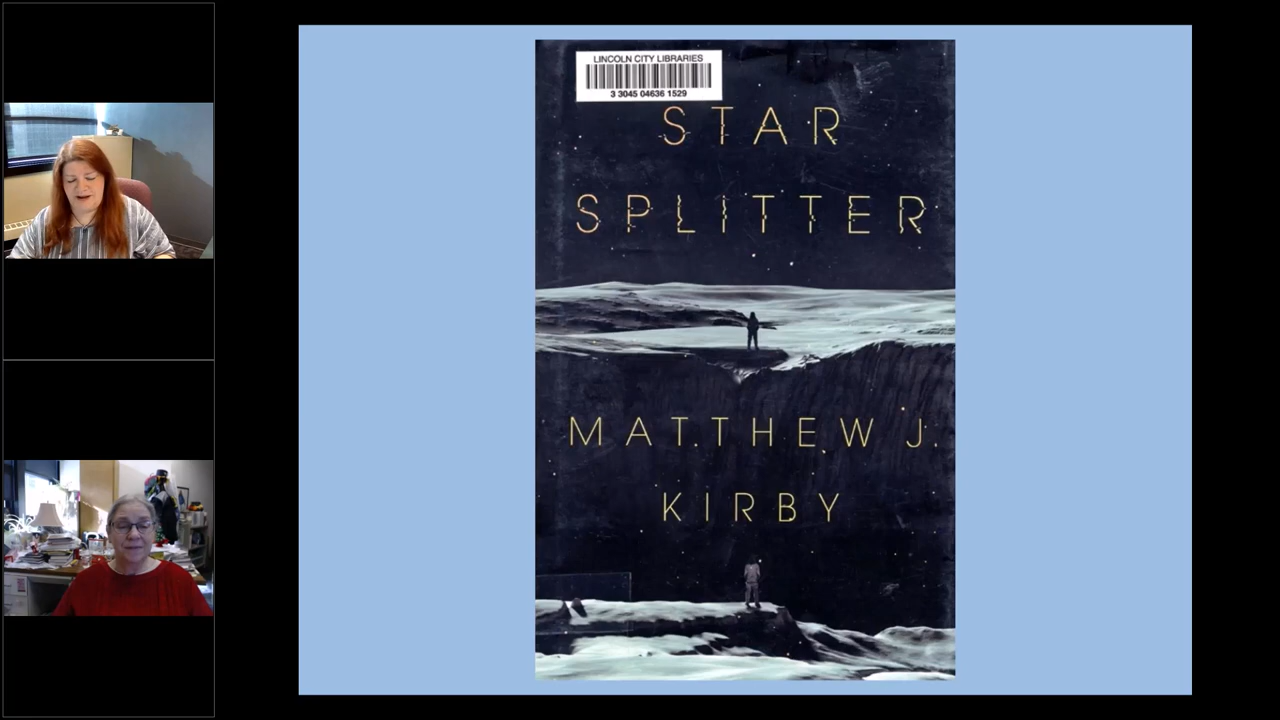 LINCOLN CITY LIBRARIES
3 3045 04636 1529
STAR
SPLITTER
MATTHEW J.
KIRBY